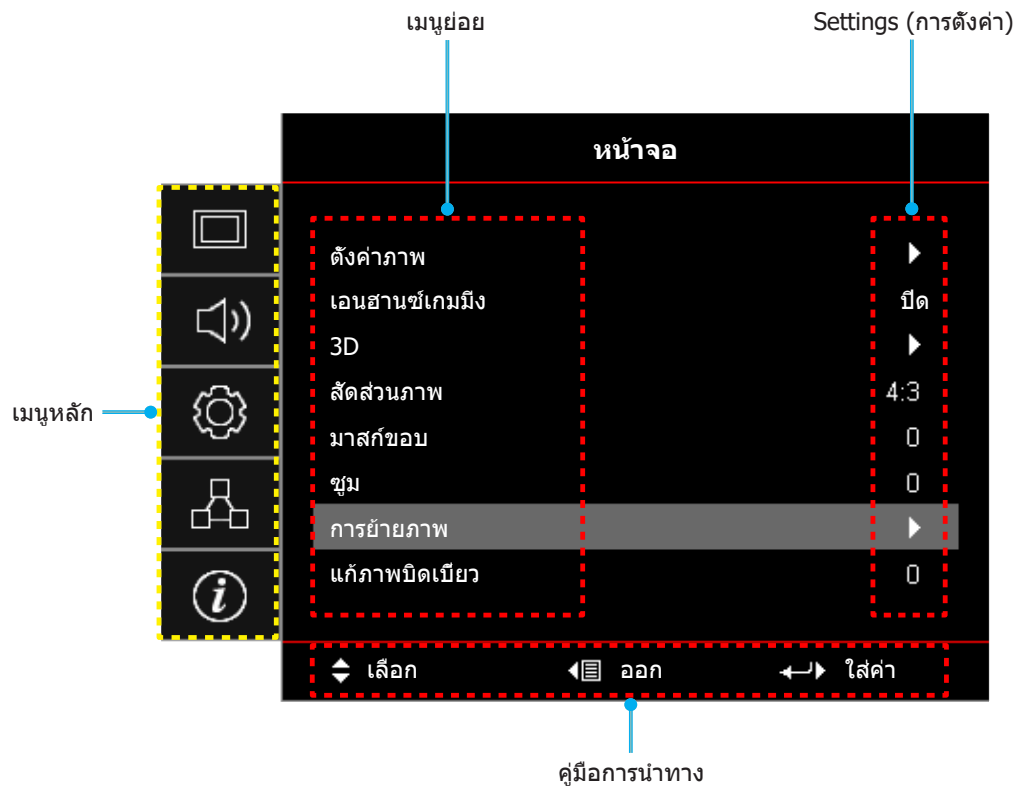 เมนูย่อย
Settings (การตั้งค่า)
หน้าจอ
ตั้งค่าภาพ
เอนฮานซ์เกมมิ่ง ปิด
3D
สัดส่วนภาพ 4:3
มาสก์ขอบ 0
ซูม 0
การย้ายภาพ
แก้ภาพบิดเบี้ยว 0
เมนูหลัก
เลือก ออก ใส่ค่า
คู่มือการนำทาง